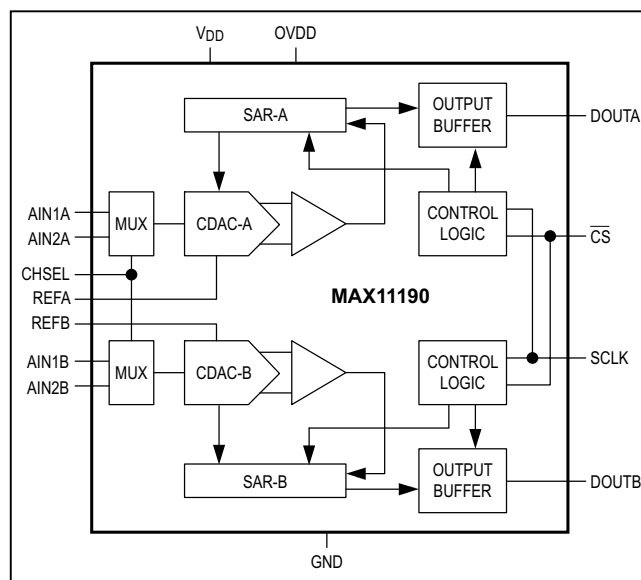 VDD OVDD
SAR-A
OUTPUT
BUFFER
DOUTA
AIN1A
AIN2A
MUX
CDAC-A
CONTROL
LOGIC
CS
CHSEL
REFA
MAX11190
REFB
AIN1B
AIN2B
MUX
CDAC-B
CONTROL
LOGIC
SCLK
SAR-B
OUTPUT
BUFFER
DOUTB
GND